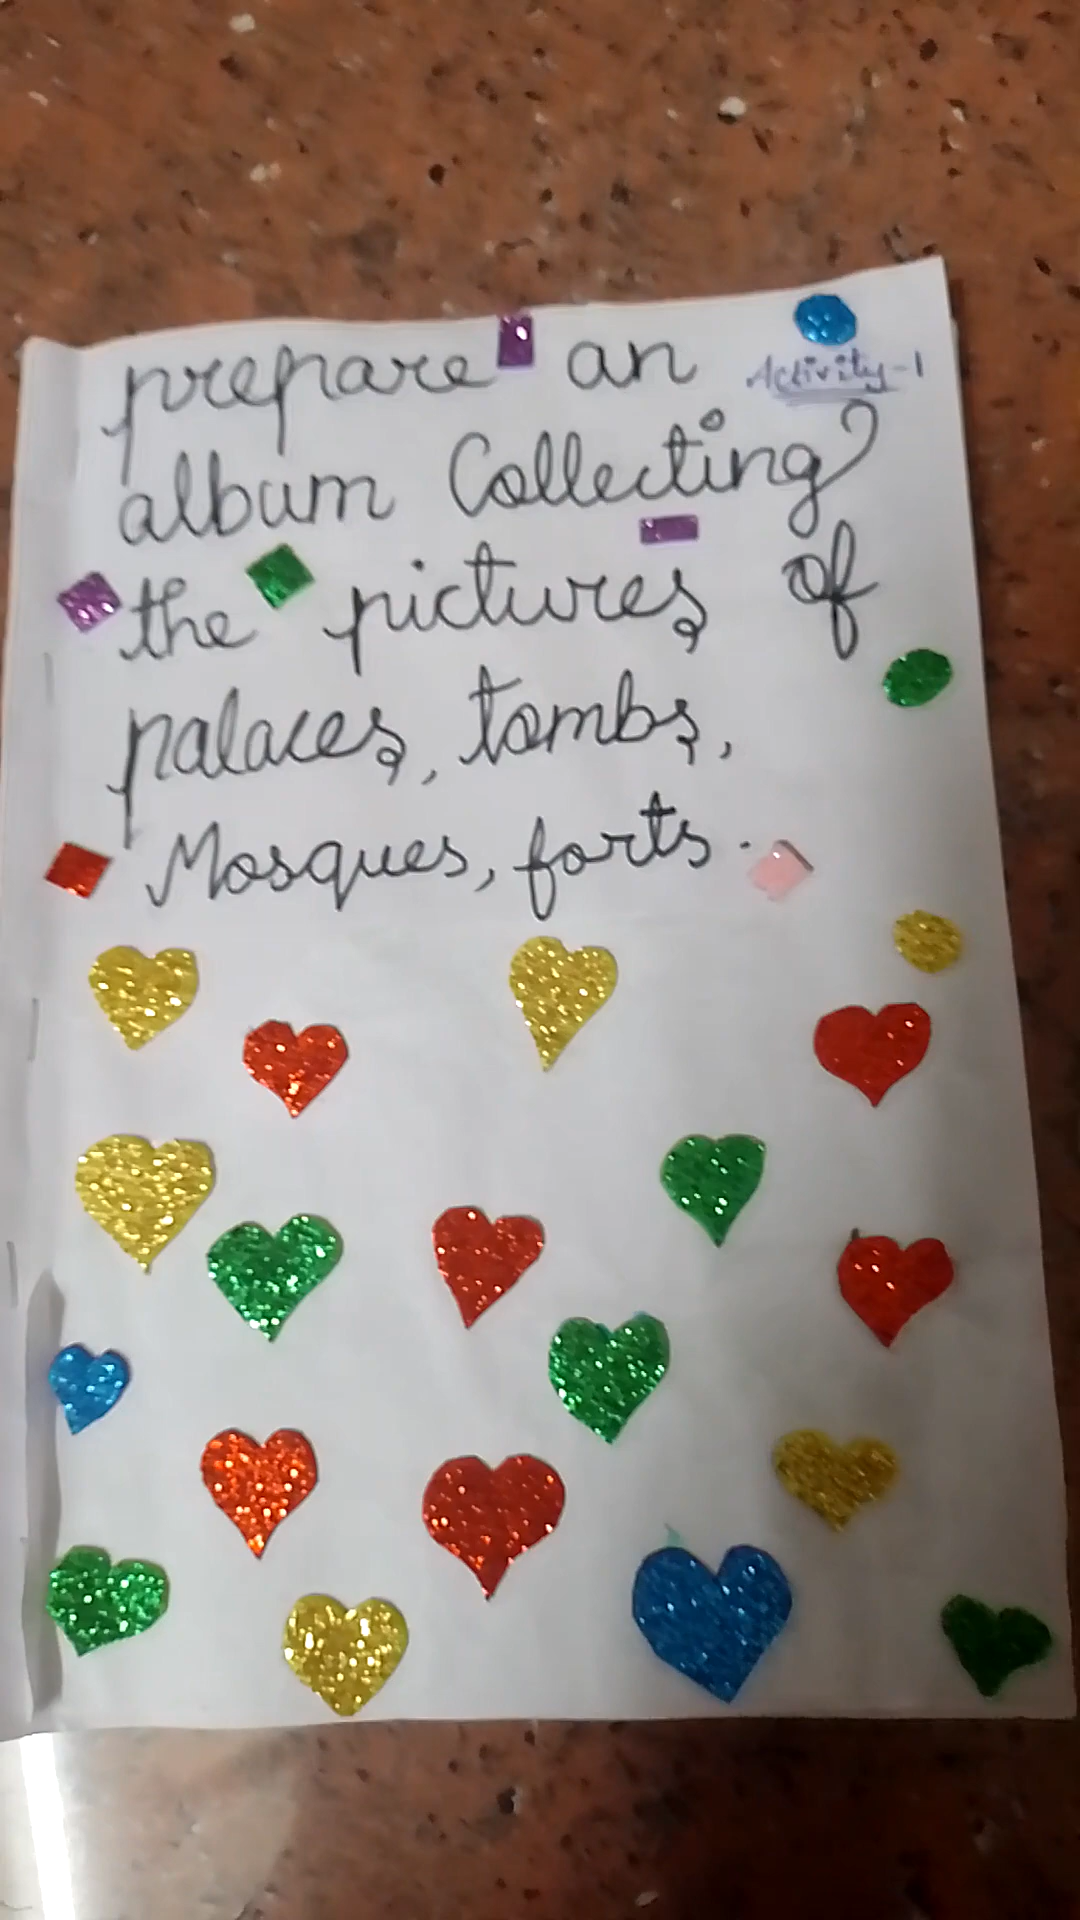 prepare an
Activity-1
album Collecting
the pictures of
palaces, tombs,
Mosques, forts.